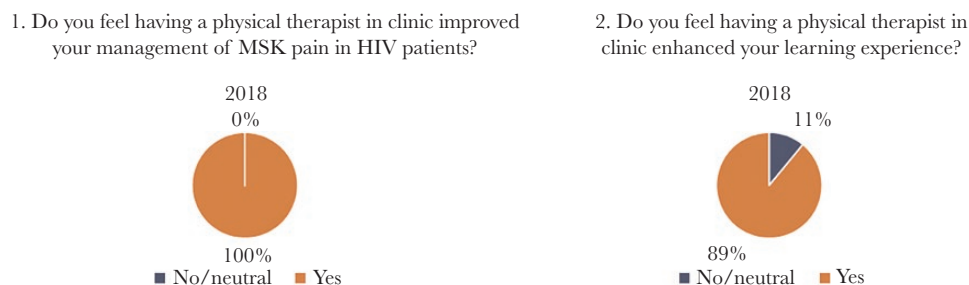 1. Do you feel having a physical therapist in clinic improved
your management of MSK pain in HIV patients?
2018
0%
100%
No/neutral Yes
2. Do you feel having a physical therapist in
clinic enhanced your learning experience?
2018
11%
89%
No/neutral Yes